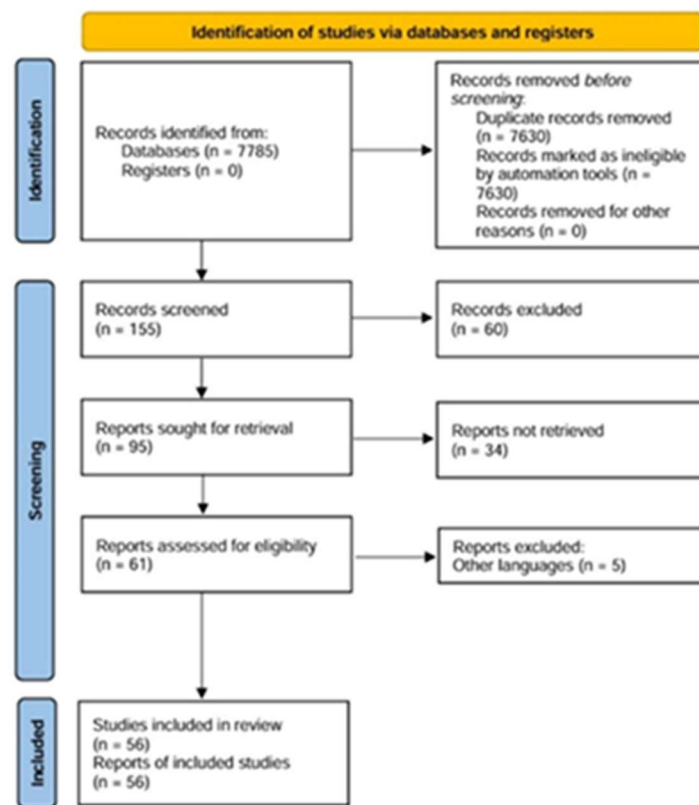 Identification of studies via databases and registers
Identification
Records identified from:
Databases (n = 7785)
Registers (n = 0)
Records removed before
screening:
Duplicate records removed
(n = 7630)
Records marked as ineligible
by automation tools (n =
7630)
Records removed for other
reasons (n = 0)
Screening
Records screened
(n = 155)
Records excluded
(n = 60)
Reports sought for retrieval
(n = 95)
Reports not retrieved
(n = 34)
Reports assessed for eligibility
(n = 61)
Reports excluded:
Other languages (n = 5)
Included
Studies included in review
(n = 56)
Reports of included studies
(n = 56)